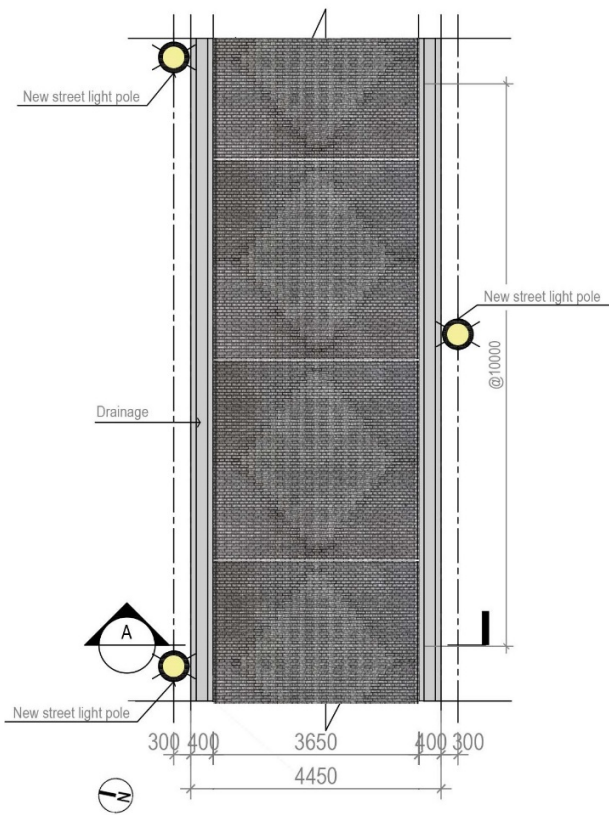 New street light pole
New street light pole
@10000
Drainage
A
New street light pole
300 400 3650 400 300
4450
N